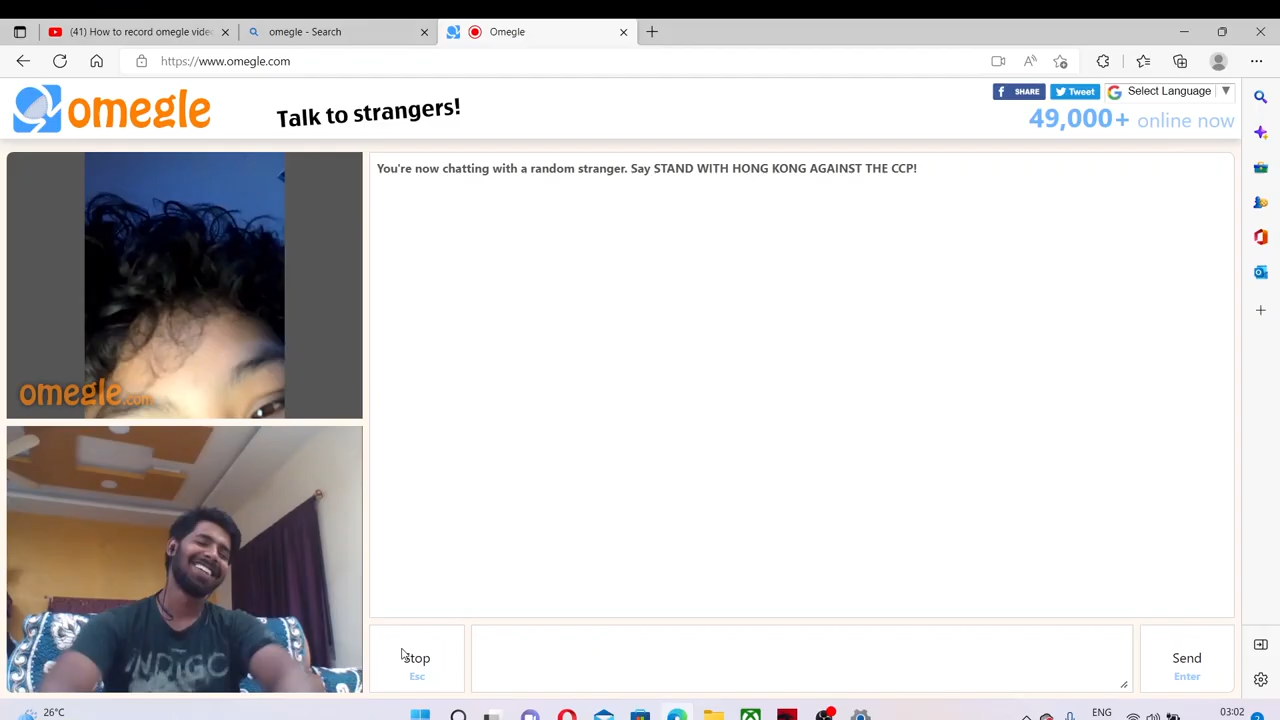 (41) How to record omegle video
omegle - Search
Omegle
https://www.omegle.com
omegle
Talk to strangers!
SHARE
Tweet
Select Language
49,000+ online now
You're now chatting with a random stranger. Say STAND WITH HONG KONG AGAINST THE CCP!
omegle.com
INDIGO
Stop
Esc
Send
Enter
26°C
ENG
03:02